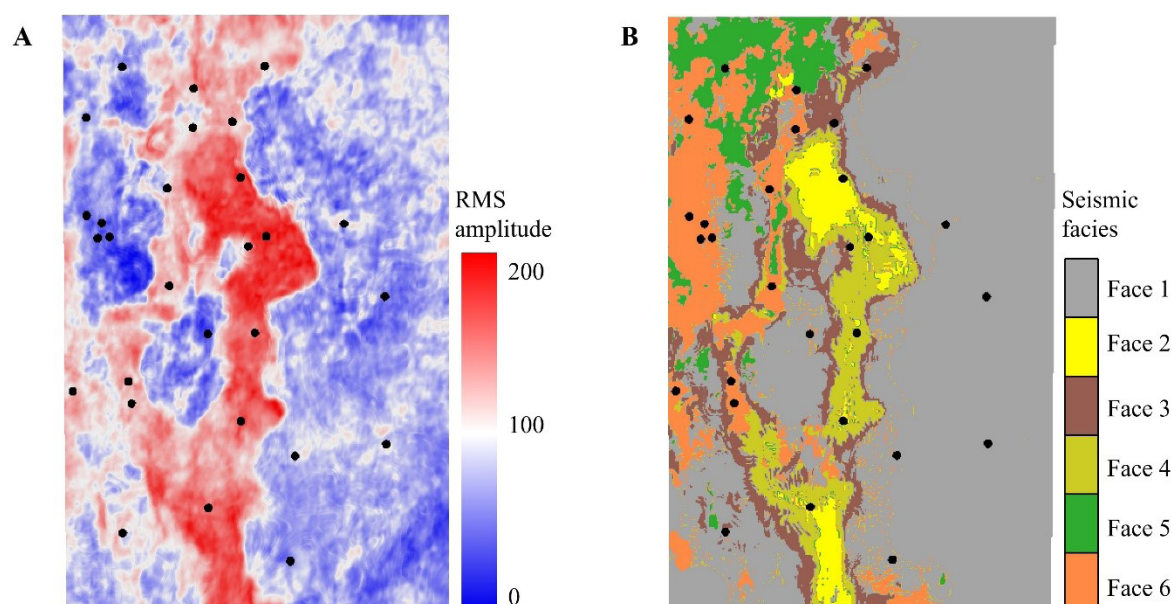 A
B
RMS
amplitude
200
100
0
Seismic
facies
Face 1
Face 2
Face 3
Face 4
Face 5
Face 6